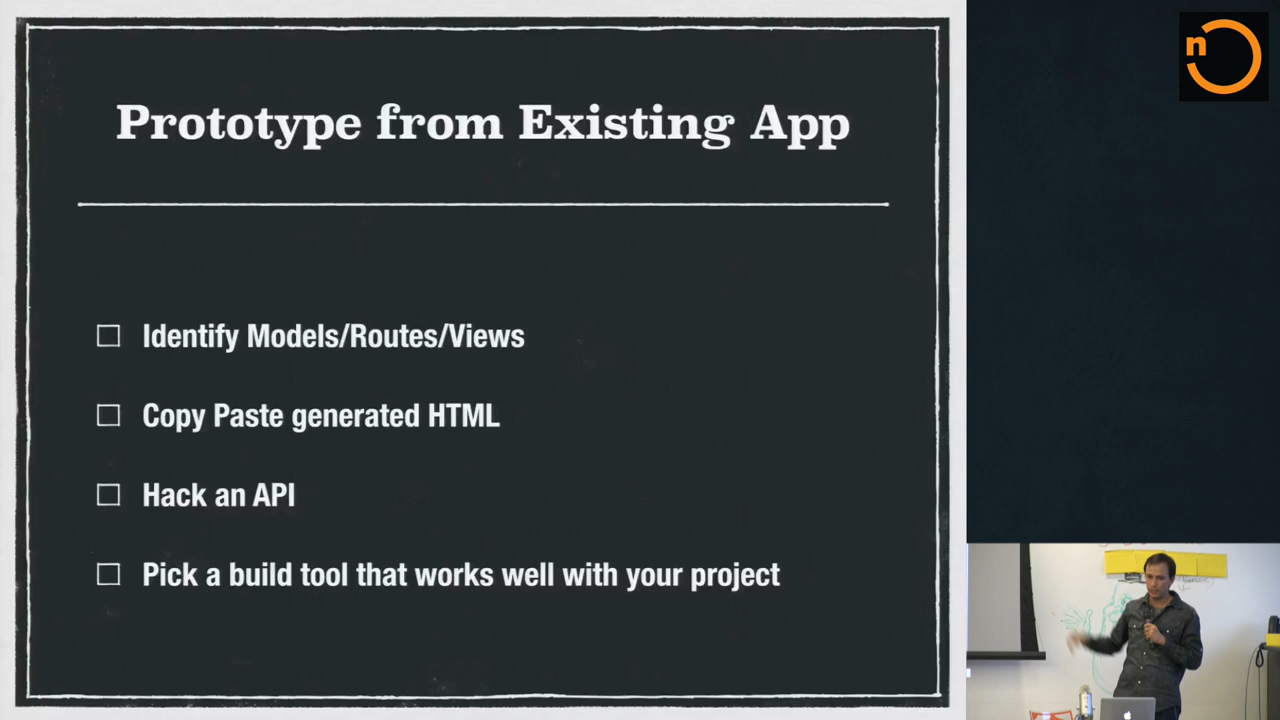 Prototype from Existing App
Identify Models/Routes/Views
Copy Paste generated HTML
Hack an API
Pick a build tool that works well with your project
n